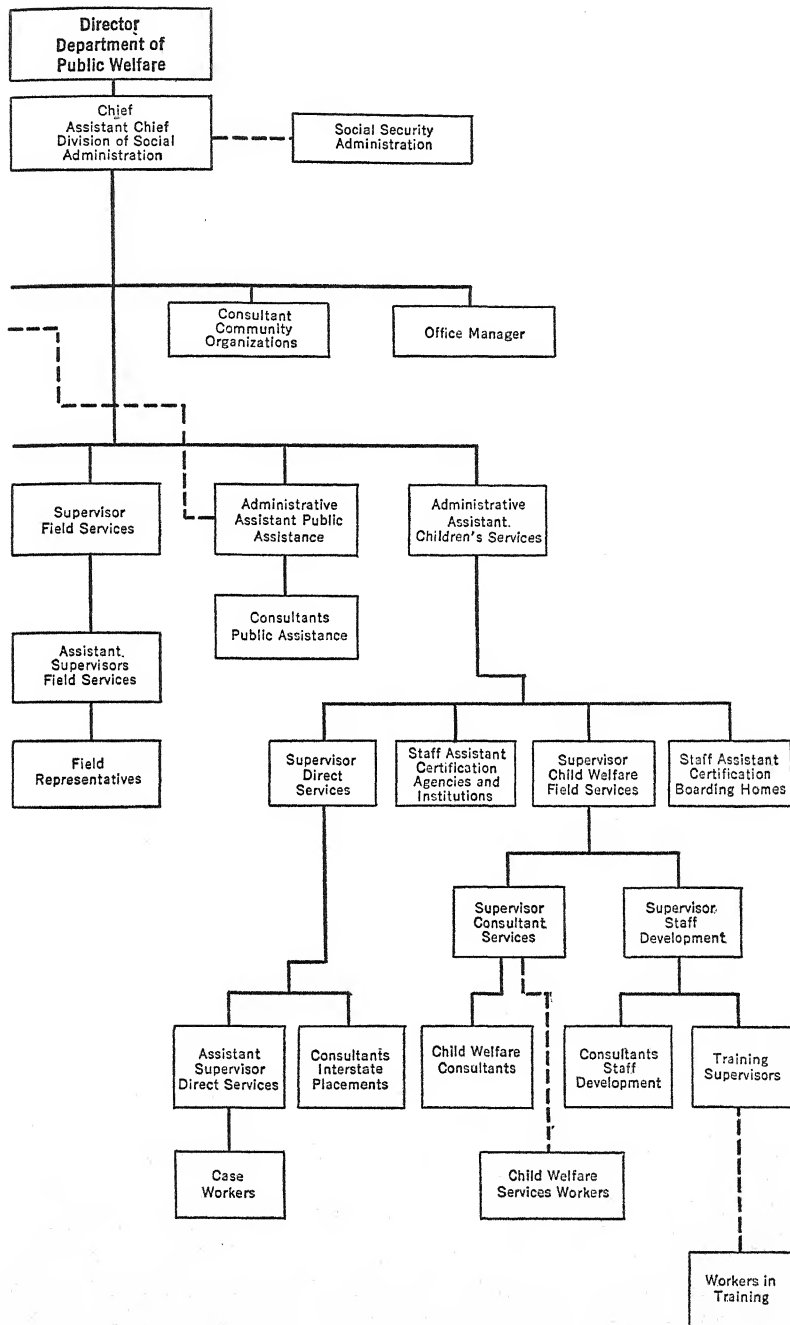 Director
Department of
Public Welfare
Chief
Assistant Chief
Division of Social
Administration
Social Security
Administration
Consultant
Community
Organizations
Office Manager
Supervisor
Field Services
Administrative
Assistant Public
Assistance
Administrative
Assistant.
Children's Services
Consultants
Public Assistance
Assistant.
Supervisors
Field Services
Field
Representatives
Supervisor
Direct
Services
Staff Assistant
Certification
Agencies and
Institutions
Supervisor
Child Welfare
Field Services
Staff Assistant
Certification
Boarding Homes
Supervisor
Consultant
Services
Supervisor.
Staff
Development
Assistant
Supervisor
Direct Services
Consultants
Interstate
Placements
Child Welfare
Consultants
Consultants
Staff
Development
Training
Supervisors
Case
Workers
Child Welfare
Services Workers
Workers in
Training